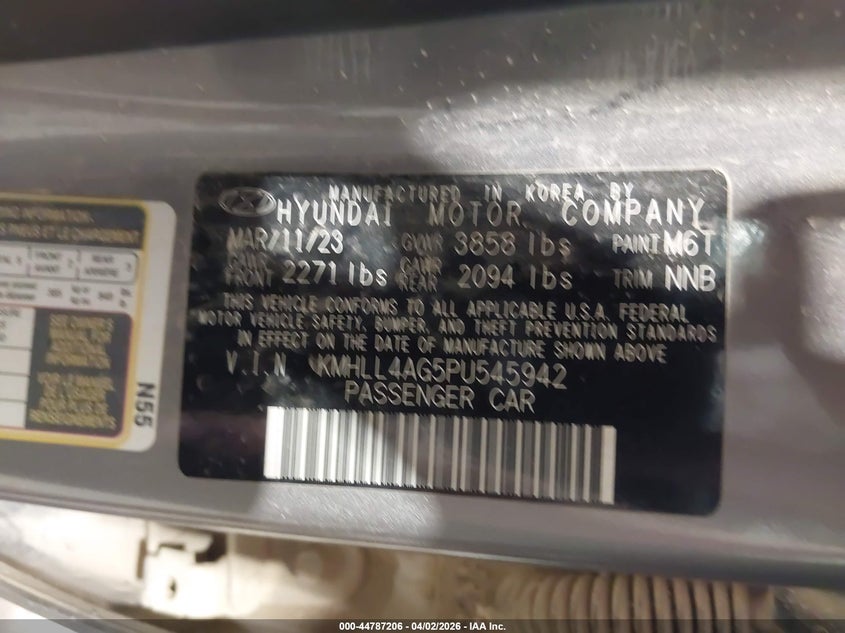 MANUFACTURED IN KOREA BY
HYUNDAI MOTOR COMPANY
MAR/11/23 GVWR 3858 lbs PAINT M6T
GAWR FRONT 2271 lbs GAWR REAR 2094 lbs TRIM NNB
THIS VEHICLE CONFORMS TO ALL APPLICABLE U.S.A. FEDERAL
MOTOR VEHICLE SAFETY, BUMPER, AND THEFT PREVENTION STANDARDS
IN EFFECT ON THE DATE OF MANUFACTURE SHOWN ABOVE
V.I.N KMHLL4AG5PU545942
PASSENGER CAR
N55
000-44787206 - 04/02/2026 - IAA Inc.